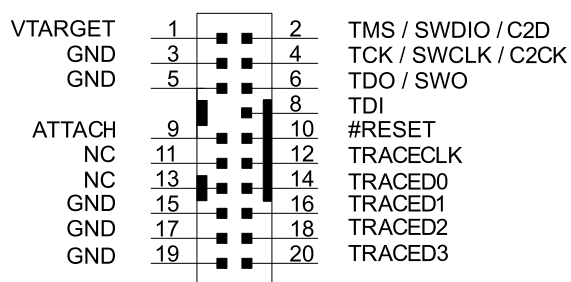 VTARGET 1 2 TMS / SWDIO / C2D
GND 3 4 TCK / SWCLK / C2CK
GND 5 6 TDO / SWO
8 TDI
ATTACH 9 10 #RESET
NC 11 12 TRACECLK
NC 13 14 TRACED0
GND 15 16 TRACED1
GND 17 18 TRACED2
GND 19 20 TRACED3